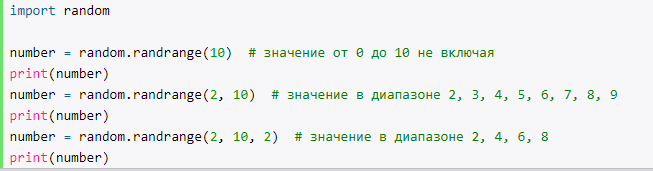 import random
number = random.randrange(10)  # значение от 0 до 10 не включая
print(number)
number = random.randrange(2, 10)  # значение в диапазоне 2, 3, 4, 5, 6, 7, 8, 9
print(number)
number = random.randrange(2, 10, 2)  # значение в диапазоне 2, 4, 6, 8
print(number)